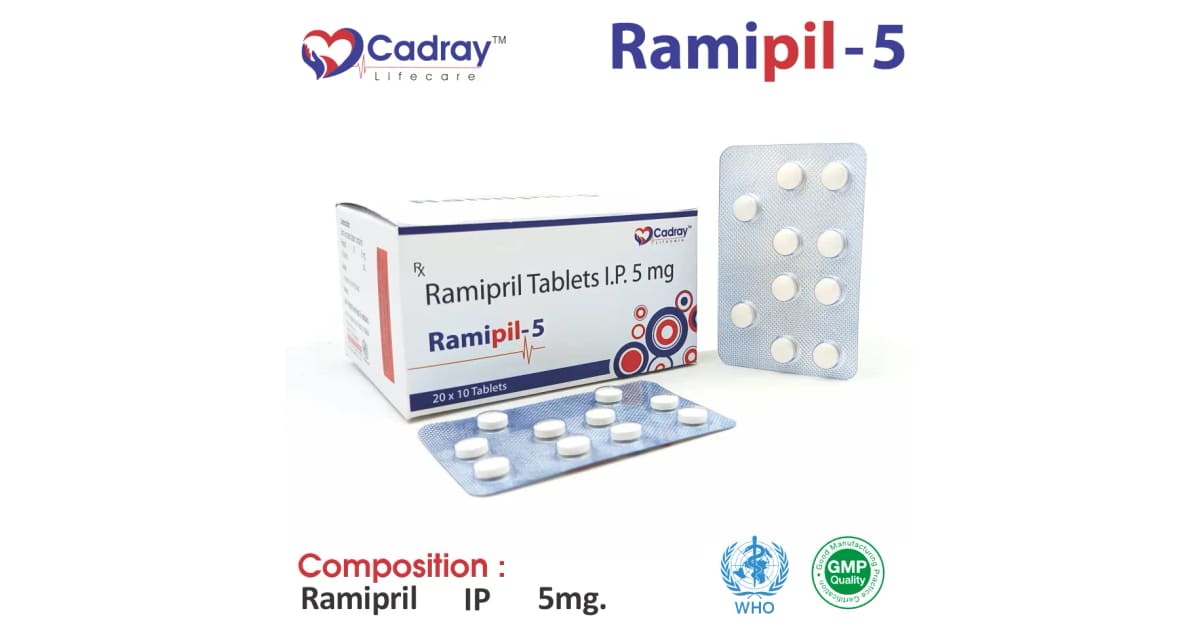 Cadray™
Lifecare
Ramipil-5
Cadray™
Lifecare
Rx
Ramipril Tablets I.P. 5 mg
Ramipil-5
20 x 10 Tablets
Composition :
Ramipril IP 5mg.
WHO
Good Manufacturing
GMP
Quality
Practice Certification